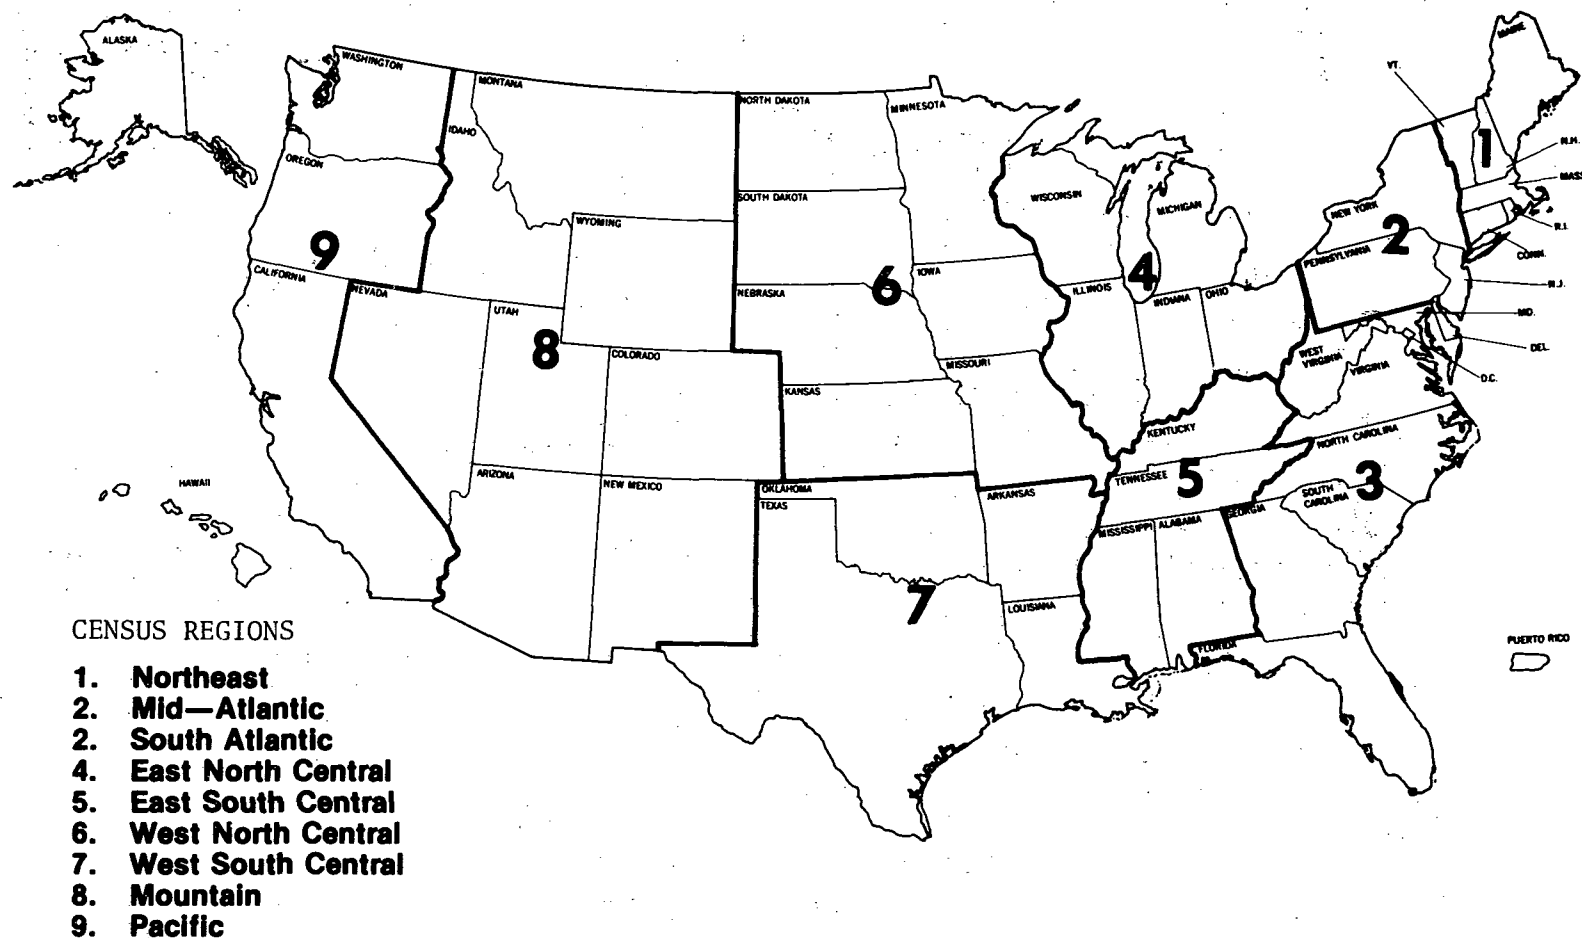 ALASKA
WASHINGTON
MONTANA
NORTH DAKOTA
MINNESOTA
MAINE
VT.
IDAHO
1
N.H.
OREGON
MASS
WYOMING
SOUTH DAKOTA
WISCONSIN
MICHIGAN
NEW YORK
2
R.I.
9
CALIFORNIA
PENNSYLVANIA
CONN.
NEVADA
NEBRASKA
6
IOWA
4
ILLINOIS
INDIANA
OHIO
N.J.
UTAH
MD.
8
COLORADO
MISSOURI
WEST
VIRGINIA
VIRGINIA
DEL.
KANSAS
D.C.
KENTUCKY
NORTH CAROLINA
HAWAII
ARIZONA
NEW MEXICO
OKLAHOMA
TEXAS
ARKANSAS
TENNESSEE
5
SOUTH
CAROLINA
3
MISSISSIPPI
ALABAMA
GEORGIA
7
LOUISIANA
FLORIDA
PUERTO RICO
CENSUS REGIONS
1. Northeast
2. Mid—Atlantic
2. South Atlantic
4. East North Central
5. East South Central
6. West North Central
7. West South Central
8. Mountain
9. Pacific